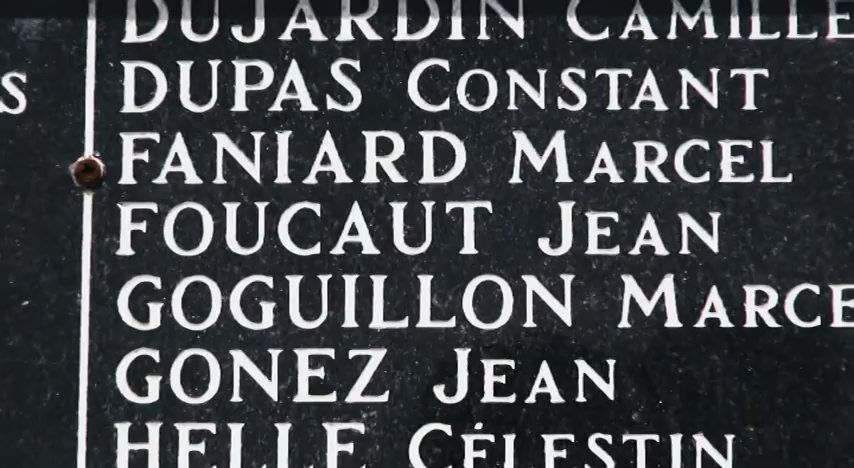 DUJARDIN CAMILLE
DUPAS CONSTANT
FANIARD MARCEL
FOUCAUT JEAN
GOGUILLON MARCE
GONEZ JEAN
HELLE CÉLESTIN